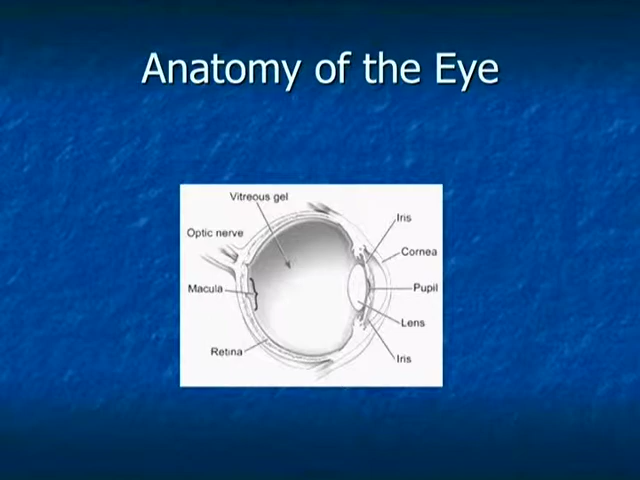 Anatomy of the Eye
Vitreous gel
Iris
Optic nerve
Cornea
Macula
Pupil
Lens
Retina
Iris